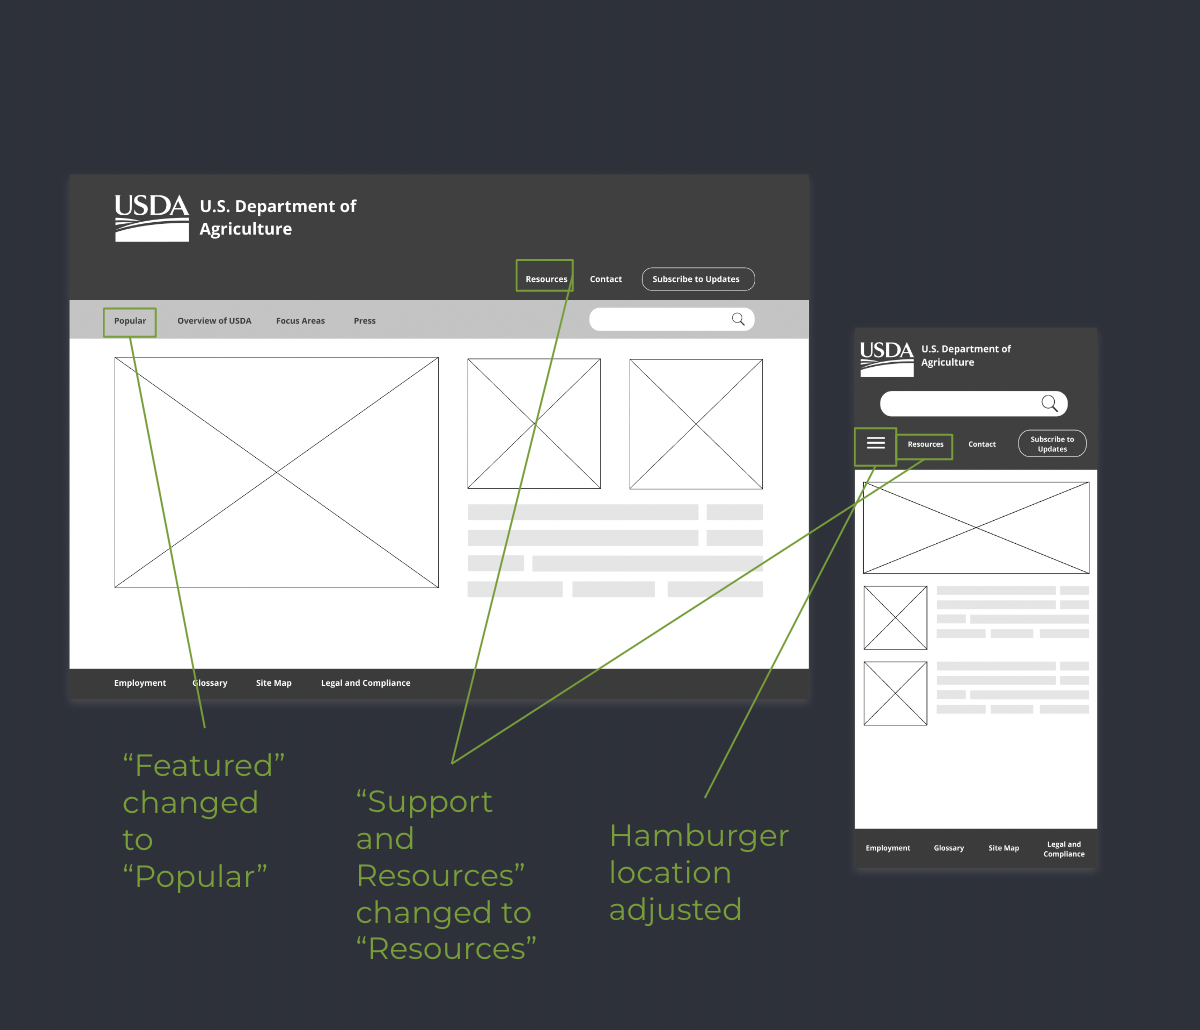 USDA
U.S. Department of
Agriculture
Resources
Contact
Subscribe to Updates
Popular
Overview of USDA
Focus Areas
Press
Employment
Glossary
Site Map
Legal and Compliance
USDA
U.S. Department of
Agriculture
Resources
Contact
Subscribe to
Updates
Employment
Glossary
Site Map
Legal and
Compliance
“Featured”
changed
to
“Popular”
“Support
and
Resources”
changed to
“Resources”
Hamburger
location
adjusted